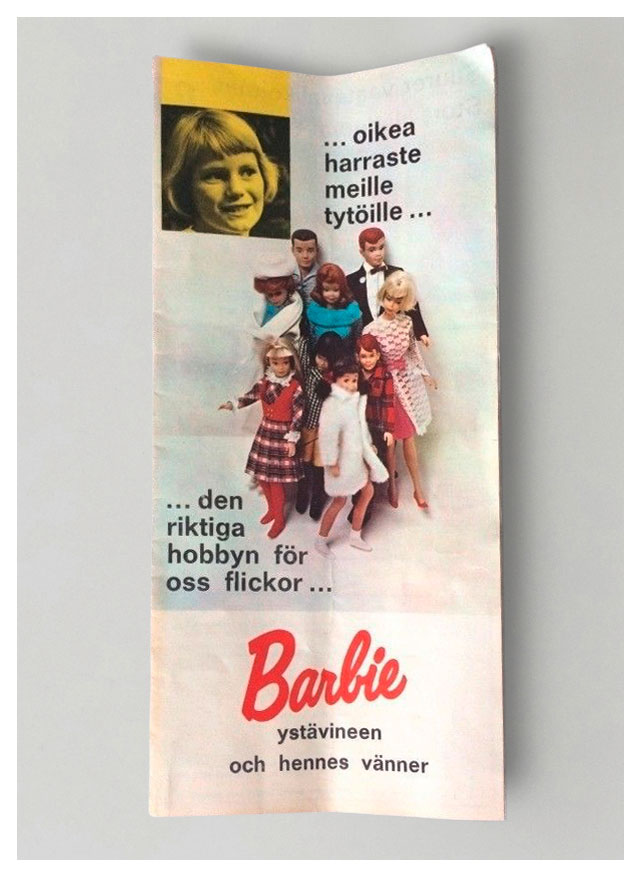 ... oikea
harraste
meille
tytöille ...
... den
riktiga
hobbyn för
oss flickor ...
Barbie
ystävineen
och hennes vänner